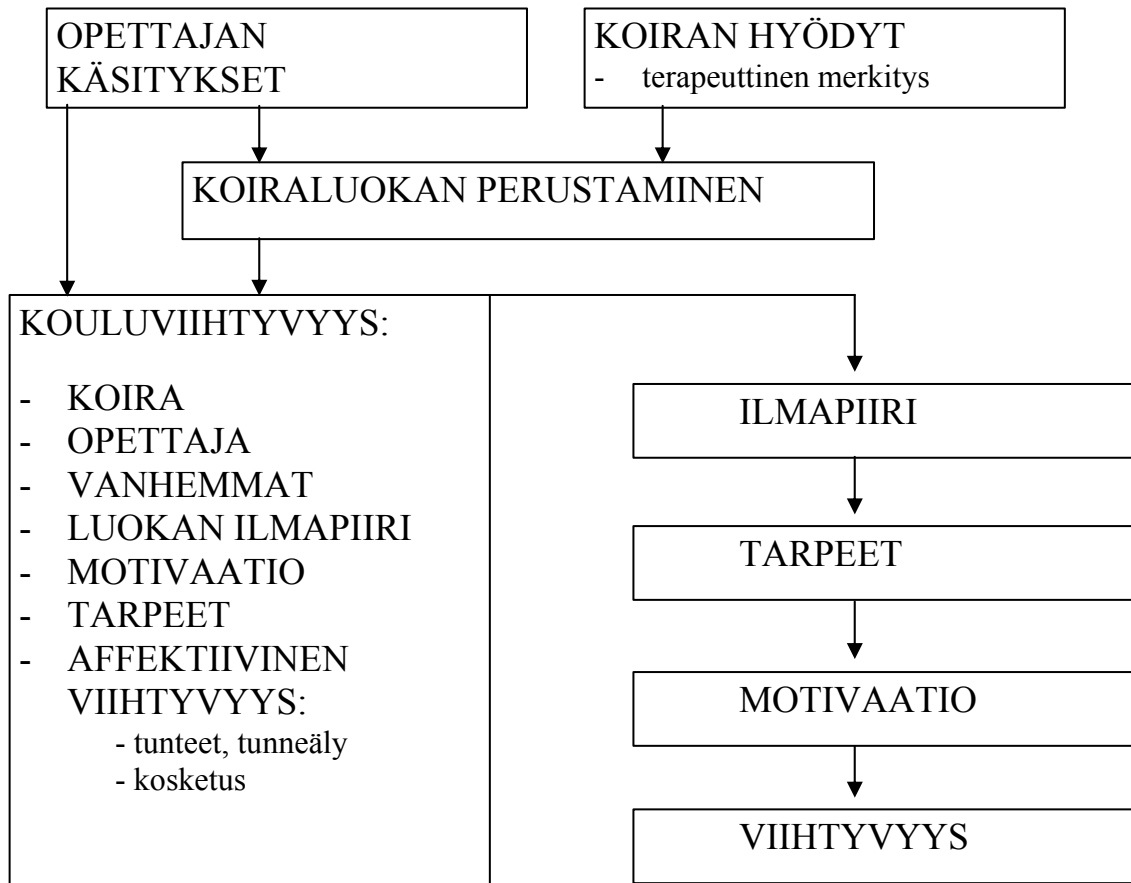 OPETTAJAN
KÄSITYKSET
KOIRAN HYÖDYT
- terapeuttinen merkitys
KOIRALUOKAN PERUSTAMINEN
KOULUVIIHTYVYYS:
- KOIRA
- OPETTAJA
- VANHEMMAT
- LUOKAN ILMAPIIRI
- MOTIVAATIO
- TARPEET
- AFFEKTIIVINEN
VIIHTYVYYS:
- tunteet, tunneäly
- kosketus
ILMAPIIRI
TARPEET
MOTIVAATIO
VIIHTYVYYS